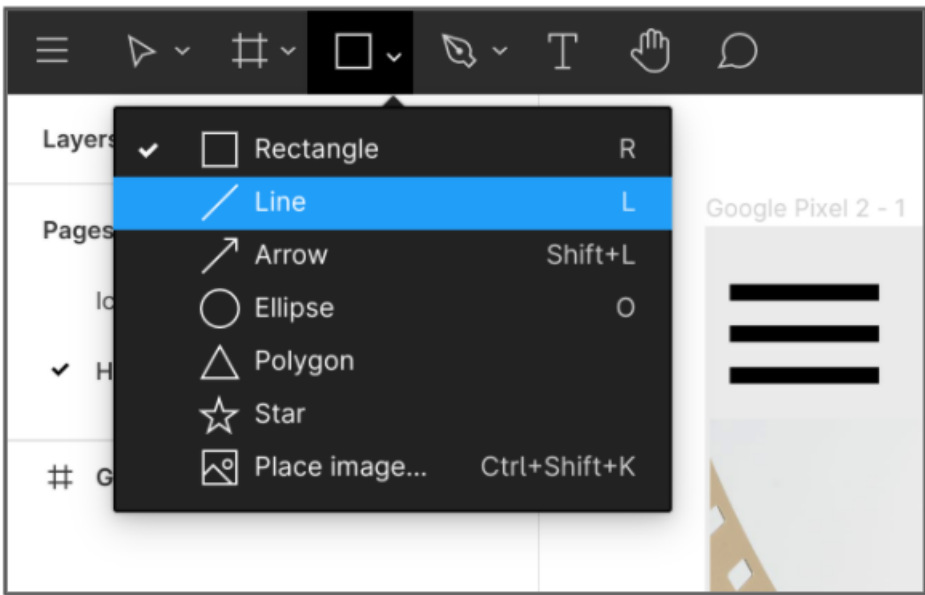 Layers
Rectangle R
Line L
Google Pixel 2 - 1
Pages
Arrow Shift+L
Ellipse O
Polygon
Star
Place image... Ctrl+Shift+K